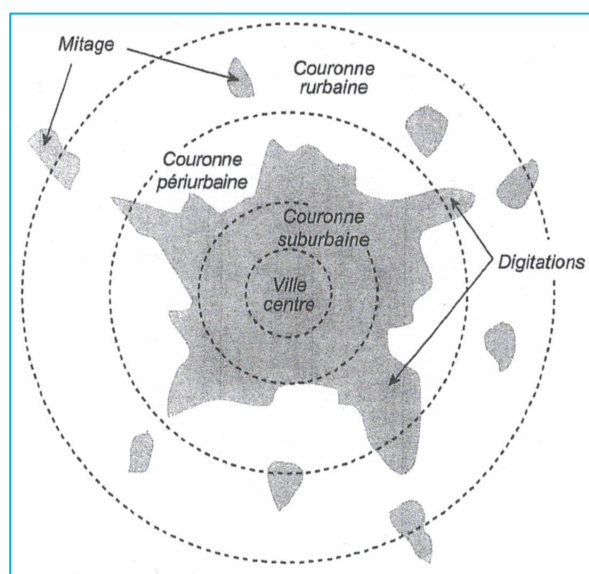 Mitage
Couronne
rurbaine
Couronne
périurbaine
Couronne
suburbaine
Digitations
Ville
centre